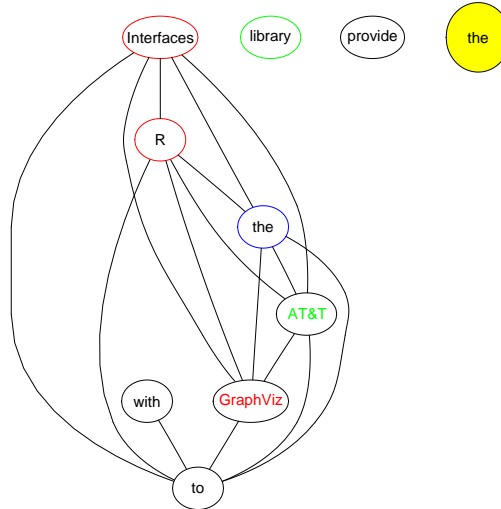 Interfaces library provide the
R
the
AT&T
with GraphViz
to